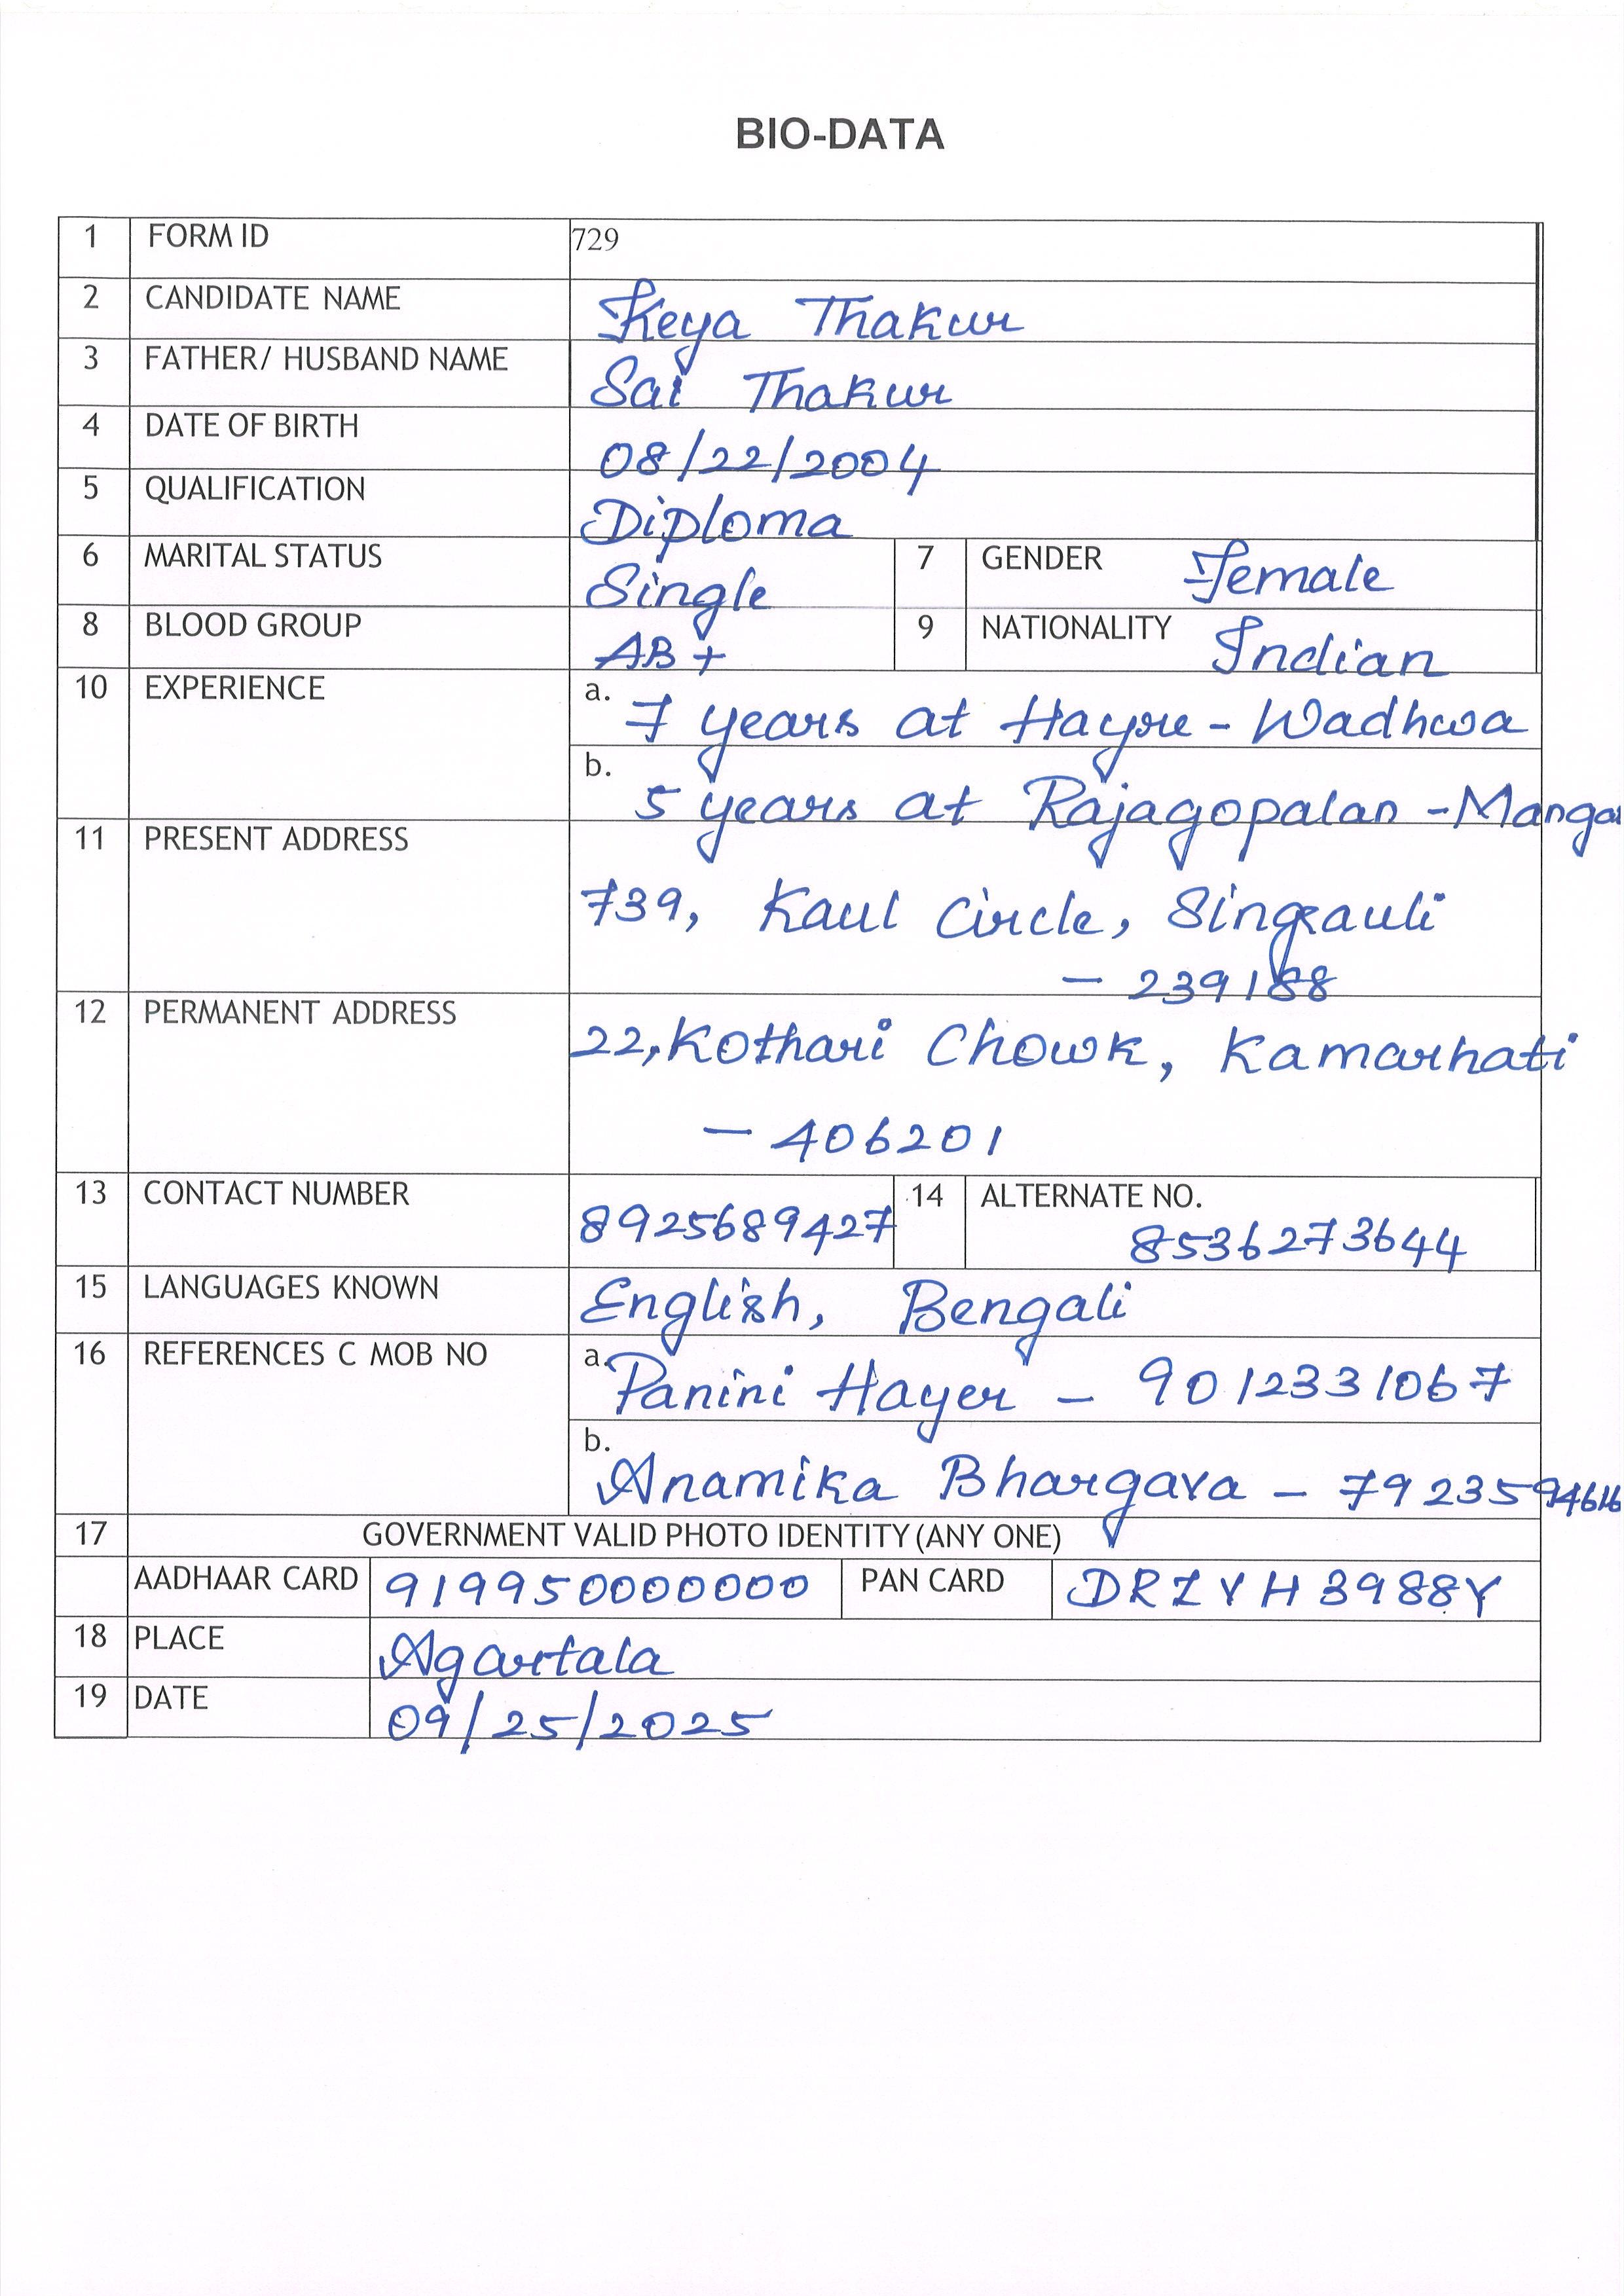 BIO-DATA
1 FORM ID 729
2 CANDIDATE NAME Keya Thakur
3 FATHER/ HUSBAND NAME Sai Thakur
4 DATE OF BIRTH 08/22/2004
5 QUALIFICATION Diploma
6 MARITAL STATUS Single 7 GENDER Female
8 BLOOD GROUP AB+ 9 NATIONALITY Indian
10 EXPERIENCE a. 7 years at Hayre - Wadhwa
b. 5 years at Rajagopalan -
11 PRESENT ADDRESS 739, Kaul Circle, Singrauli
- 239188
12 PERMANENT ADDRESS 22, Kothari Chowk, Kamarhati
- 406201
13 CONTACT NUMBER 8925689427 14 ALTERNATE NO. 8536273644
15 LANGUAGES KNOWN English, Bengali
16 REFERENCES C MOB NO a. Panini Hayer - 9012331067
b. Anamika Bhargava -
17 GOVERNMENT VALID PHOTO IDENTITY (ANY ONE)
AADHAAR CARD 919950000000 PAN CARD DRZYH3988Y
18 PLACE Agartala
19 DATE 09/25/2025